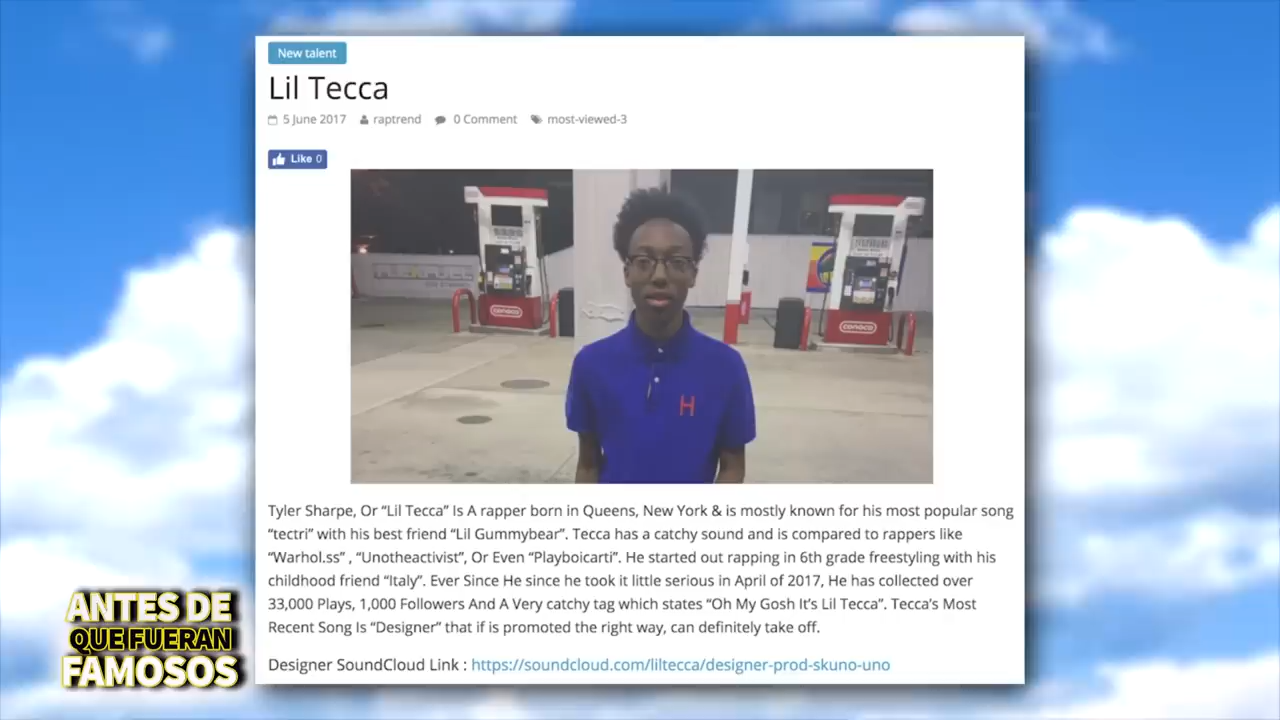 New talent
Lil Tecca
5 June 2017 raptrend 0 Comment most-viewed-3
Like 0
conoco
conoco
H
Tyler Sharpe, Or “Lil Tecca” Is A rapper born in Queens, New York & is mostly known for his most popular song
“tectri” with his best friend “Lil Gummybear”. Tecca has a catchy sound and is compared to rappers like
“Warhol.ss” , “Unotheactivist”, Or Even “Playboicarti”. He started out rapping in 6th grade freestyling with his
childhood friend “Italy”. Ever Since He since he took it little serious in April of 2017, He has collected over
33,000 Plays, 1,000 Followers And A Very catchy tag which states “Oh My Gosh It’s Lil Tecca”. Tecca’s Most
Recent Song Is “Designer” that if is promoted the right way, can definitely take off.
Designer SoundCloud Link : https://soundcloud.com/liltecca/designer-prod-skuno-uno
ANTES DE
QUE FUERAN
FAMOSOS